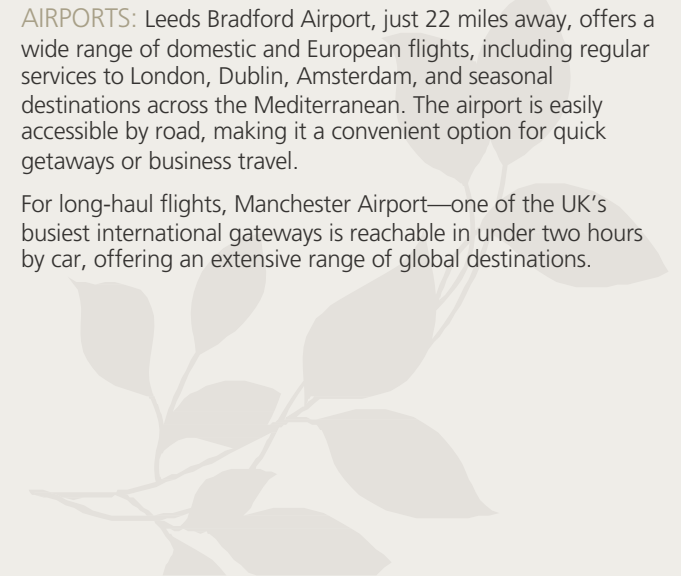 AIRPORTS: Leeds Bradford Airport, just 22 miles away, offers a
wide range of domestic and European flights, including regular
services to London, Dublin, Amsterdam, and seasonal
destinations across the Mediterranean. The airport is easily
accessible by road, making it a convenient option for quick
getaways or business travel.
For long-haul flights, Manchester Airport—one of the UK’s
busiest international gateways is reachable in under two hours
by car, offering an extensive range of global destinations.